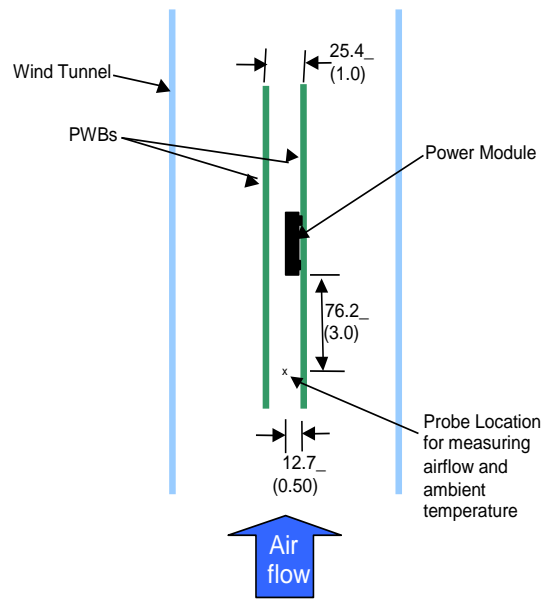 25.4_
(1.0)
Wind Tunnel
PWBs
Power Module
76.2_
(3.0)
x
Probe Location
for measuring
airflow and
ambient
temperature
12.7_
(0.50)
Air
flow